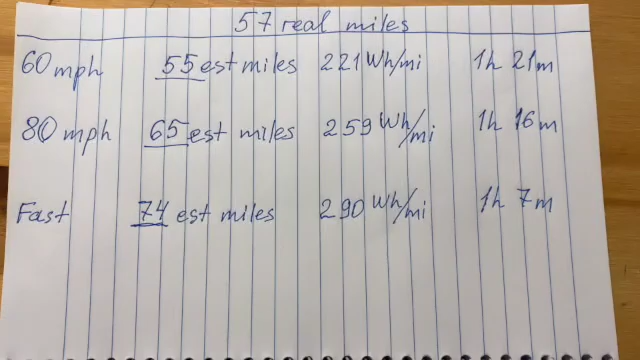 57 real miles
60 mph 55 est miles 221 Wh/mi 1h 21m
80 mph 65 est miles 259 Wh/mi 1h 16m
Fast 74 est miles 290 Wh/mi 1h 7m